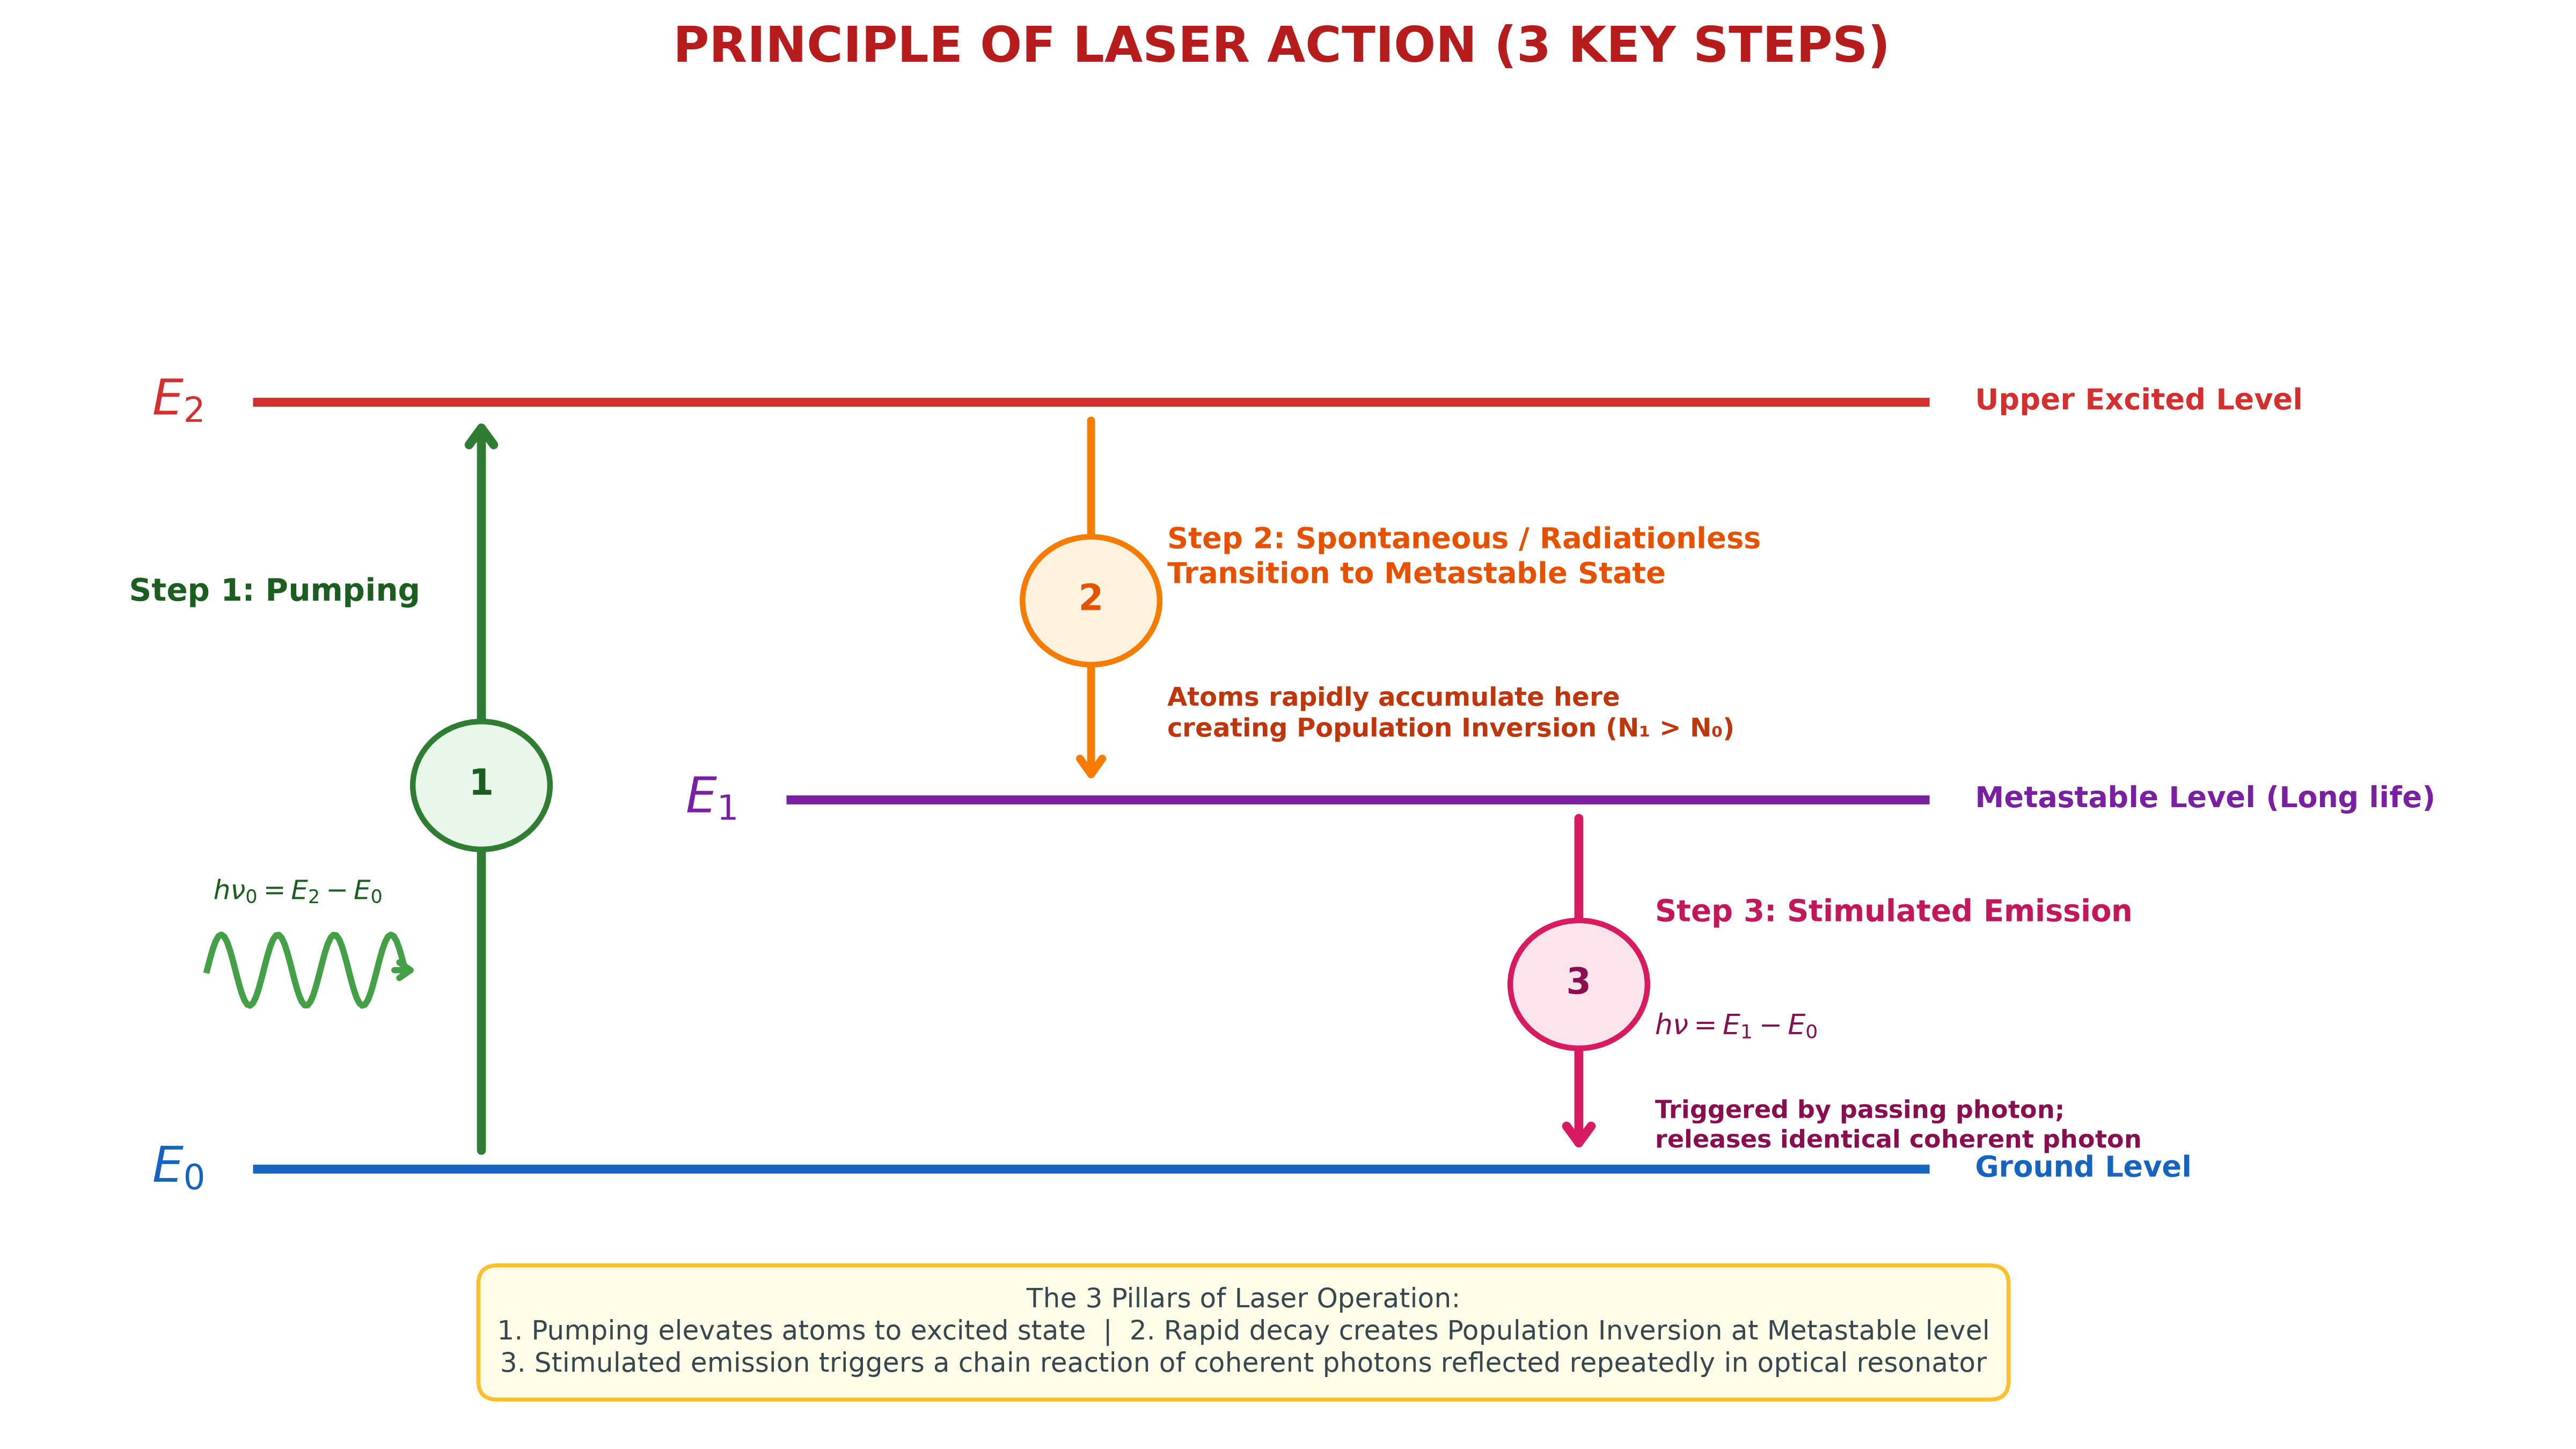 PRINCIPLE OF LASER ACTION (3 KEY STEPS)
E₂
Upper Excited Level
Step 1: Pumping
Step 2: Spontaneous / Radiationless
Transition to Metastable State
2
Atoms rapidly accumulate here
creating Population Inversion (N₁ > N₀)
1
E₁
Metastable Level (Long life)
hν₀ = E₂ − E₀
Step 3: Stimulated Emission
3
hν = E₁ − E₀
Triggered by passing photon;
releases identical coherent photon
E₀
Ground Level
The 3 Pillars of Laser Operation:
1. Pumping elevates atoms to excited state | 2. Rapid decay creates Population Inversion at Metastable level
3. Stimulated emission triggers a chain reaction of coherent photons reflected repeatedly in optical resonator